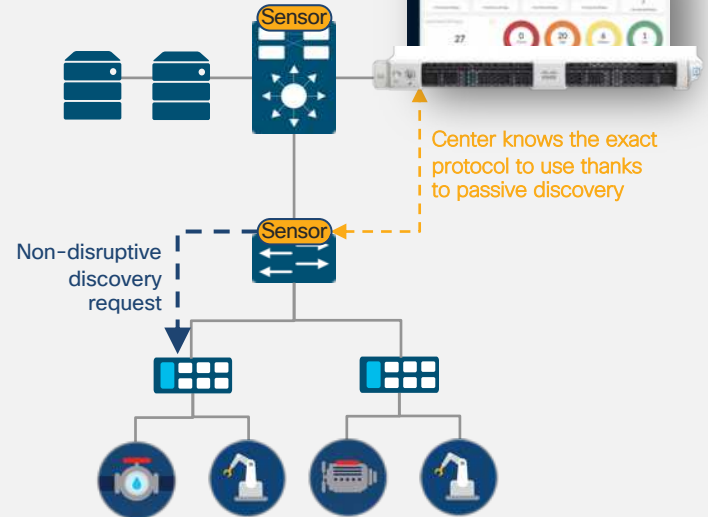 Sensor
27
0
20
6
1
Center knows the exact
protocol to use thanks
to passive discovery
Sensor
Non-disruptive
discovery
request